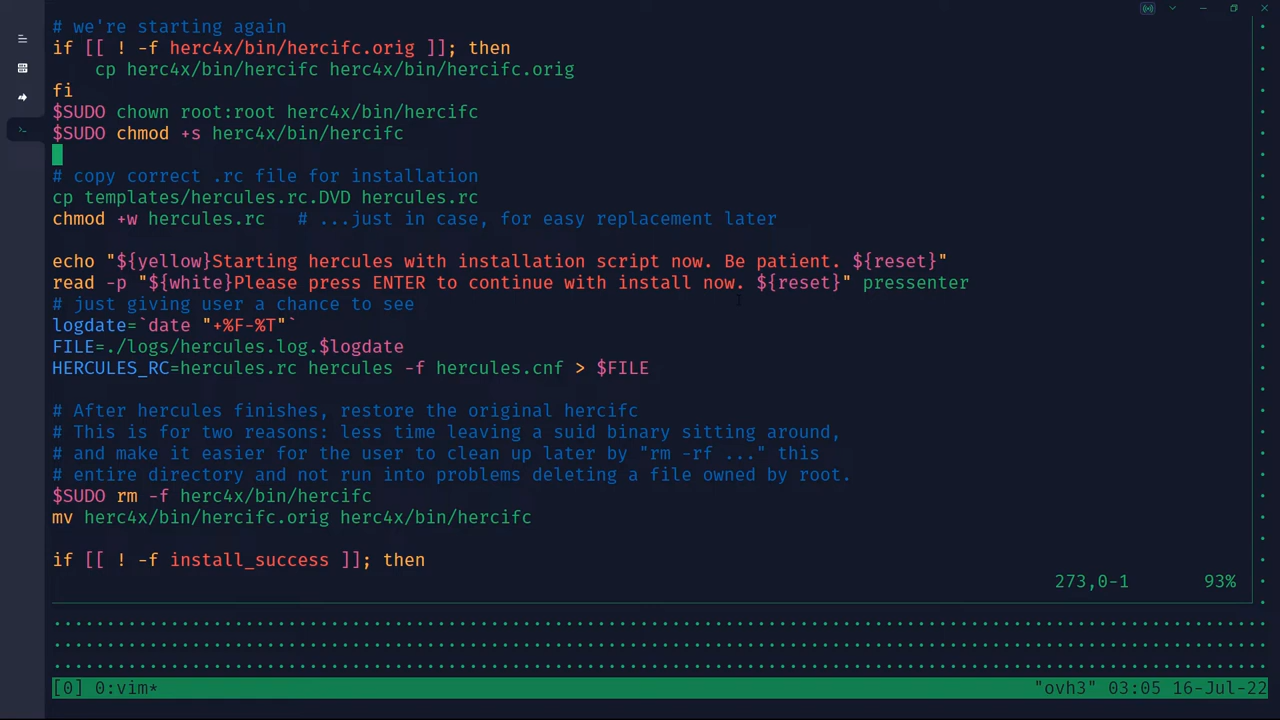 # we're starting again
if [[ ! -f herc4x/bin/hercifc.orig ]]; then
    cp herc4x/bin/hercifc herc4x/bin/hercifc.orig
fi
$SUDO chown root:root herc4x/bin/hercifc
$SUDO chmod +s herc4x/bin/hercifc

# copy correct .rc file for installation
cp templates/hercules.rc.DVD hercules.rc
chmod +w hercules.rc   # ...just in case, for easy replacement later

echo "${yellow}Starting hercules with installation script now. Be patient. ${reset}"
read -p "${white}Please press ENTER to continue with install now. ${reset}" pressenter
# just giving user a chance to see
logdate=`date "+%F-%T"`
FILE=./logs/hercules.log.$logdate
HERCULES_RC=hercules.rc hercules -f hercules.cnf > $FILE

# After hercules finishes, restore the original hercifc
# This is for two reasons: less time leaving a suid binary sitting around,
# and make it easier for the user to clean up later by "rm -rf ..." this
# entire directory and not run into problems deleting a file owned by root.
$SUDO rm -f herc4x/bin/hercifc
mv herc4x/bin/hercifc.orig herc4x/bin/hercifc

if [[ ! -f install_success ]]; then
273,0-1 93%
[0] 0:vim* "ovh3" 03:05 16-Jul-22